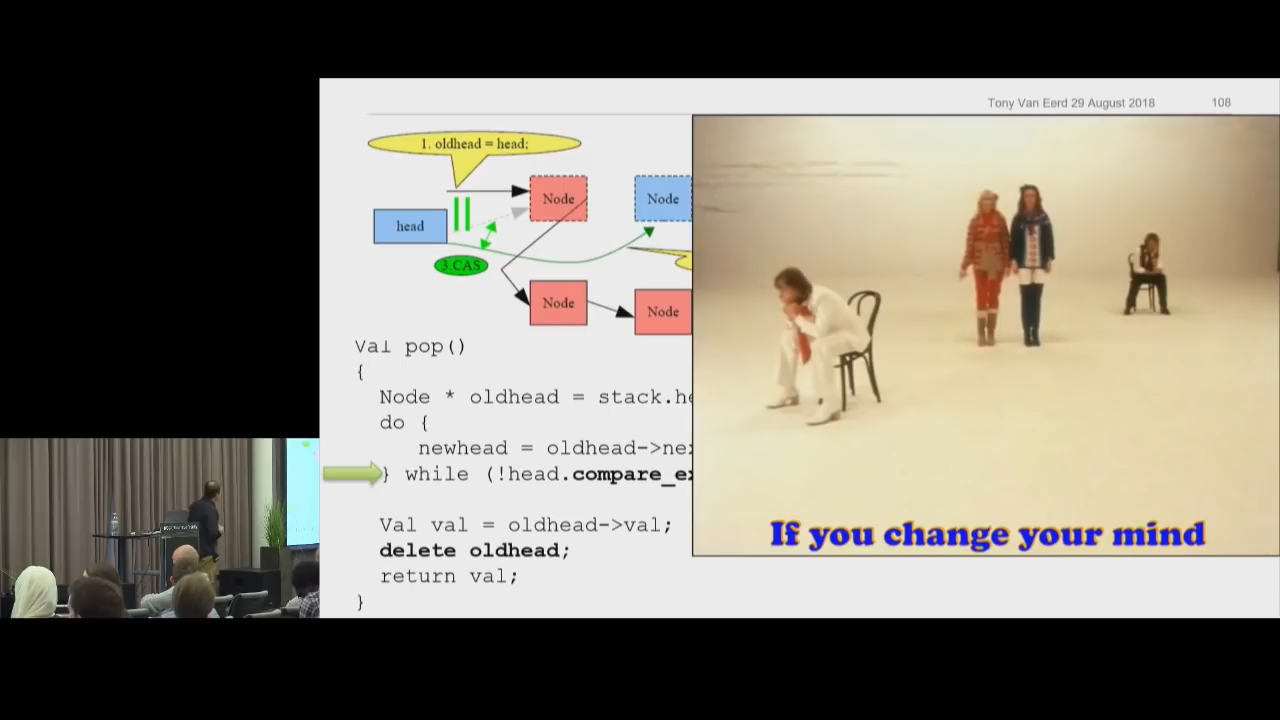 Tony Van Eerd 29 August 2018 108
1. oldhead = head;
Node
Node
head
3.CAS
Node
Node
Val pop()
{
Node * oldhead = stack.he
do {
newhead = oldhead->nex
} while (!head.compare_ex
Val val = oldhead->val;
delete oldhead;
return val;
}
If you change your mind